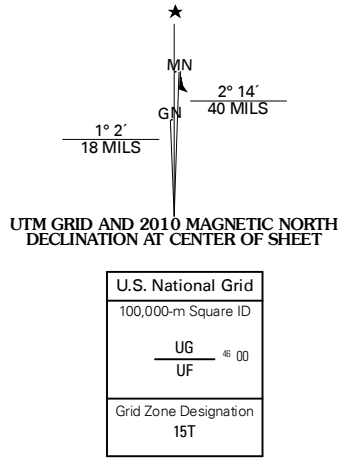 ★
MN
2° 14´
40 MILS
GN
1° 2´
18 MILS
UTM GRID AND 2010 MAGNETIC NORTH
DECLINATION AT CENTER OF SHEET
U.S. National Grid
100,000-m Square ID
UG
46 00
UF
Grid Zone Designation
15T